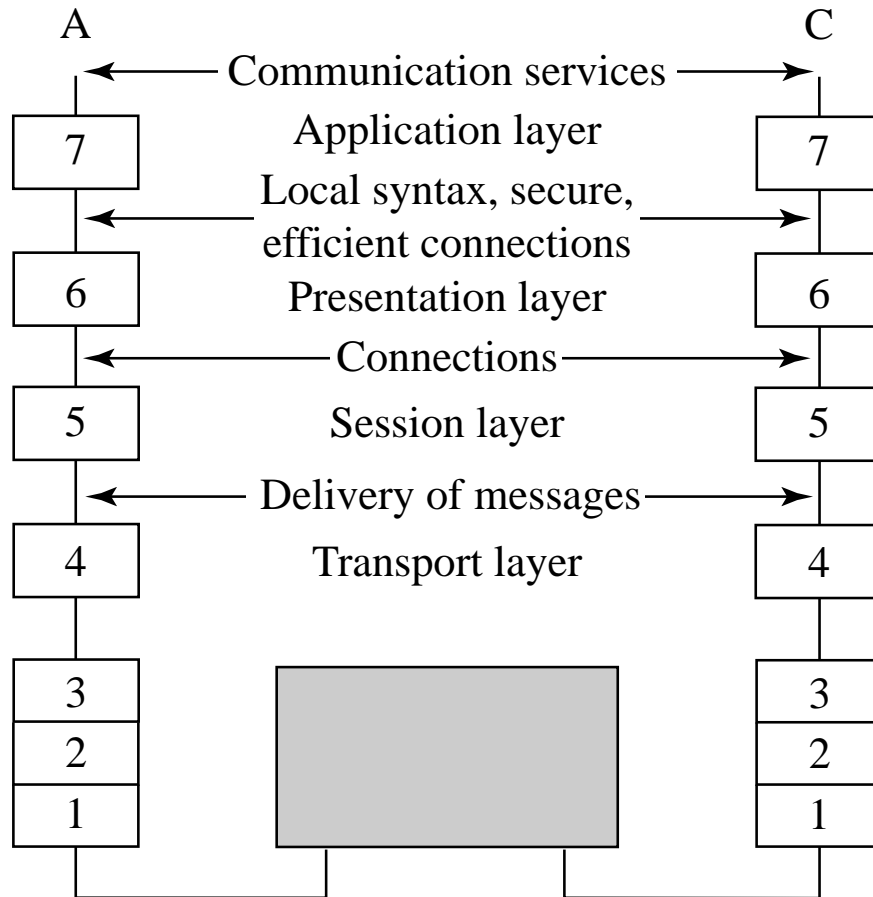 A C
Communication services
7 Application layer 7
Local syntax, secure,
efficient connections
6 Presentation layer 6
Connections
5 Session layer 5
Delivery of messages
4 Transport layer 4
3 3
2 2
1 1